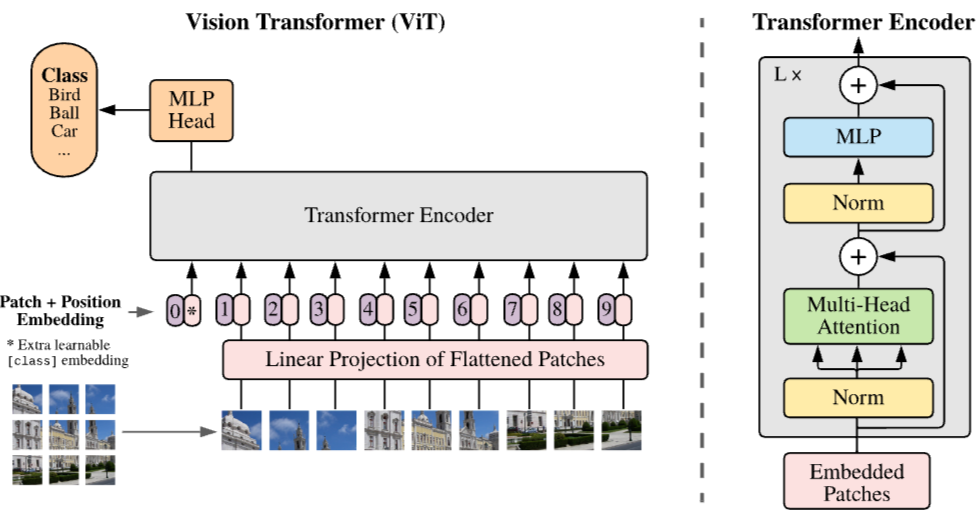 Vision Transformer (ViT)
Class
Bird
Ball
Car
...
MLP
Head
Transformer Encoder
Patch + Position
Embedding
* Extra learnable
[class] embedding
0 * 1 2 3 4 5 6 7 8 9
Linear Projection of Flattened Patches
Transformer Encoder
L ×
+
MLP
Norm
+
Multi-Head
Attention
Norm
Embedded
Patches